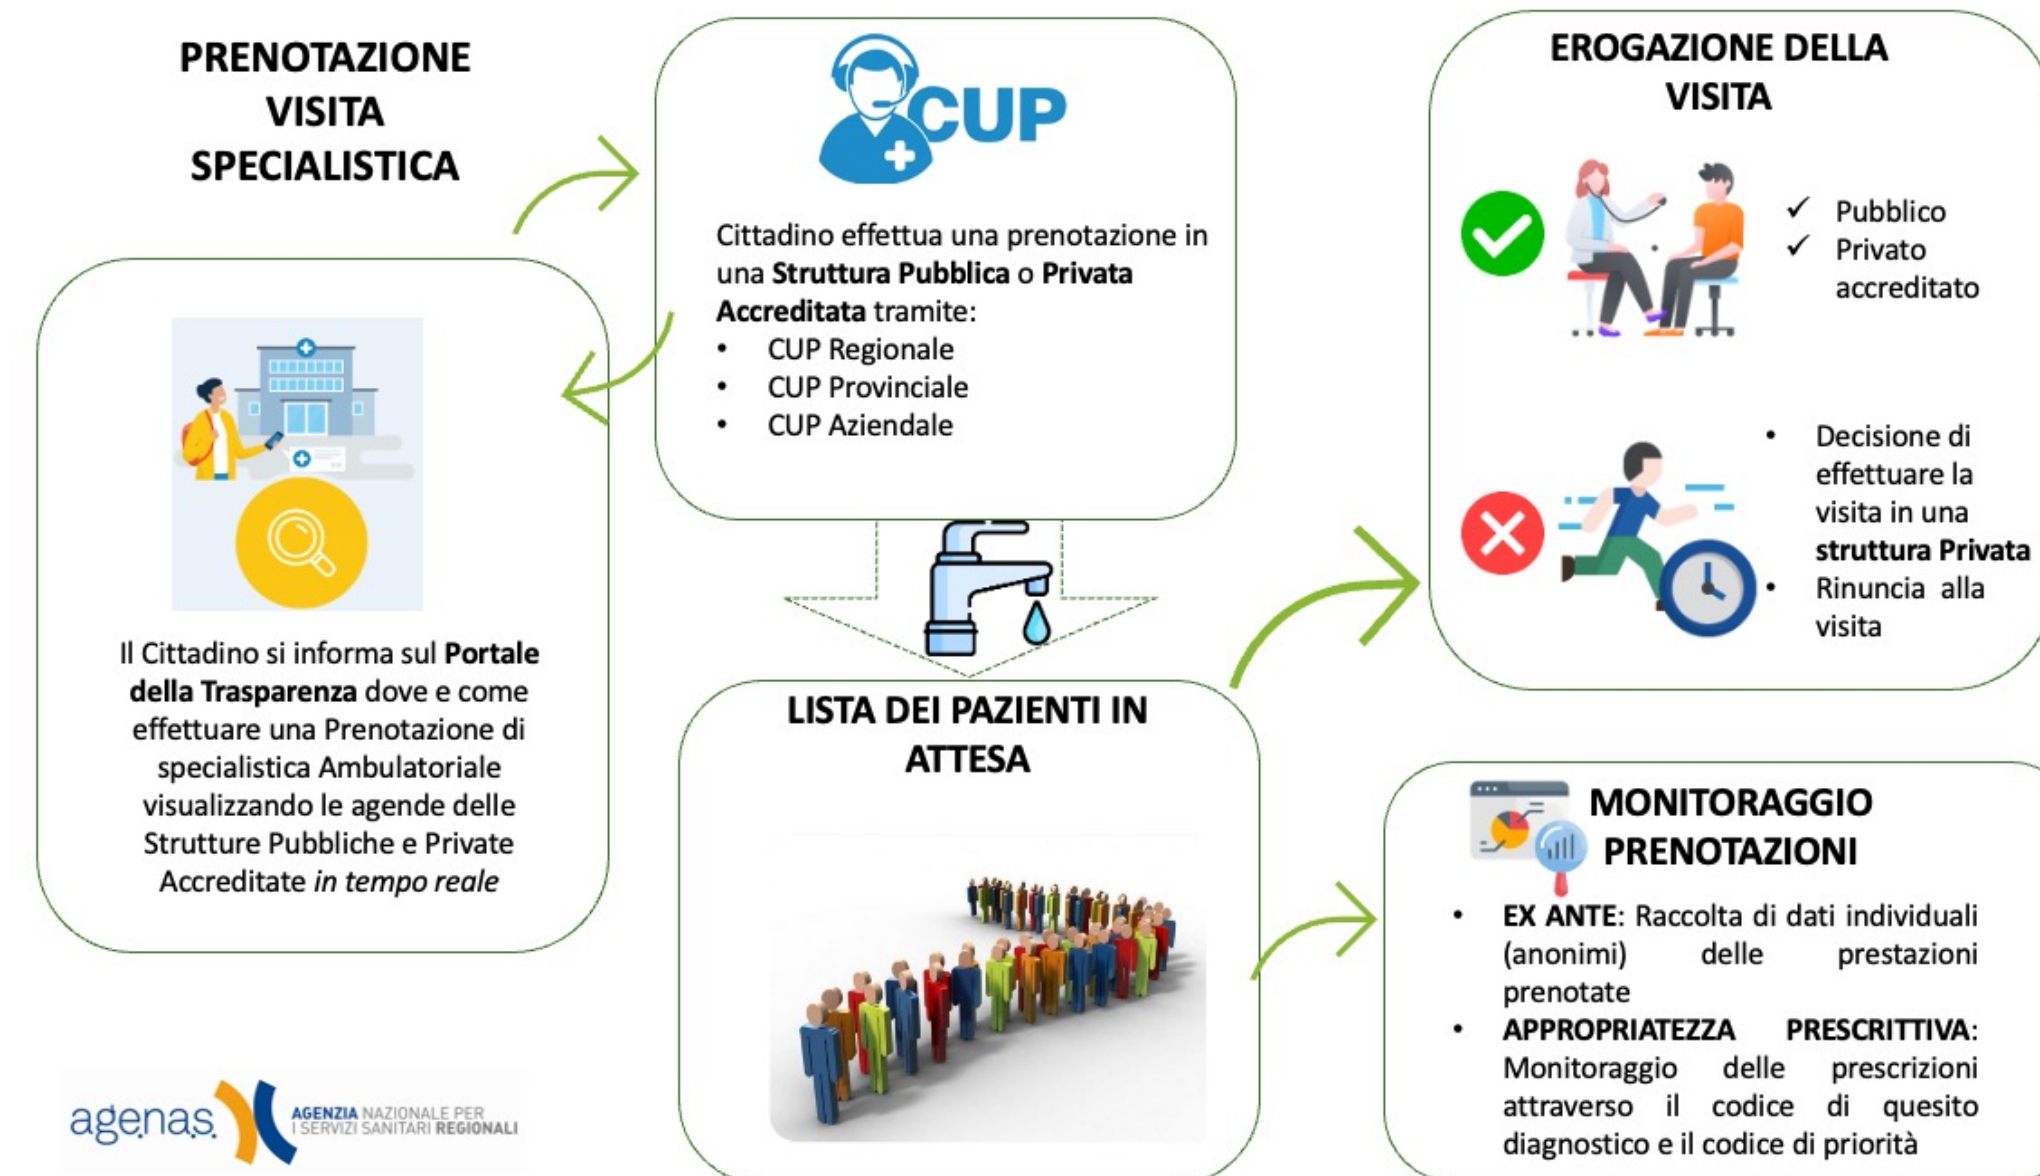 PRENOTAZIONE
VISITA
SPECIALISTICA
Il Cittadino si informa sul Portale
della Trasparenza dove e come
effettuare una Prenotazione di
specialistica Ambulatoriale
visualizzando le agende delle
Strutture Pubbliche e Private
Accreditate in tempo reale
agenas.
AGENZIA NAZIONALE PER
I SERVIZI SANITARI REGIONALI
CUP
Cittadino effettua una prenotazione in
una Struttura Pubblica o Privata
Accreditata tramite:
• CUP Regionale
• CUP Provinciale
• CUP Aziendale
LISTA DEI PAZIENTI IN
ATTESA
EROGAZIONE DELLA
VISITA
✓ Pubblico
✓ Privato
accreditato
• Decisione di
effettuare la
visita in una
struttura Privata
• Rinuncia alla
visita
MONITORAGGIO
PRENOTAZIONI
• EX ANTE: Raccolta di dati individuali
(anonimi) delle prestazioni
prenotate
• APPROPRIATEZZA PRESCRITTIVA:
Monitoraggio delle prescrizioni
attraverso il codice di quesito
diagnostico e il codice di priorità